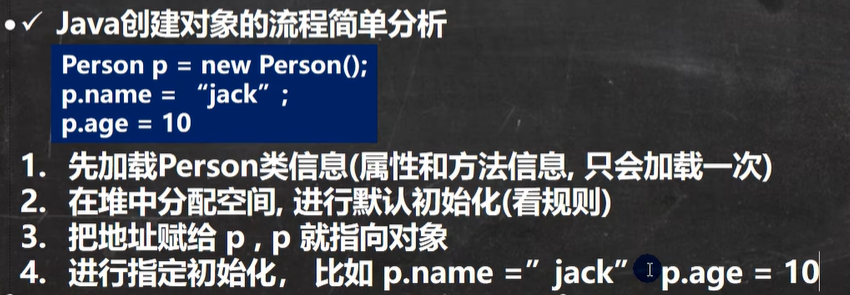 •✓ Java创建对象的流程简单分析
Person p = new Person();
p.name = “jack”;
p.age = 10
1. 先加载Person类信息(属性和方法信息, 只会加载一次)
2. 在堆中分配空间, 进行默认初始化(看规则)
3. 把地址赋给 p , p 就指向对象
4. 进行指定初始化， 比如 p.name =”jack” p.age = 10